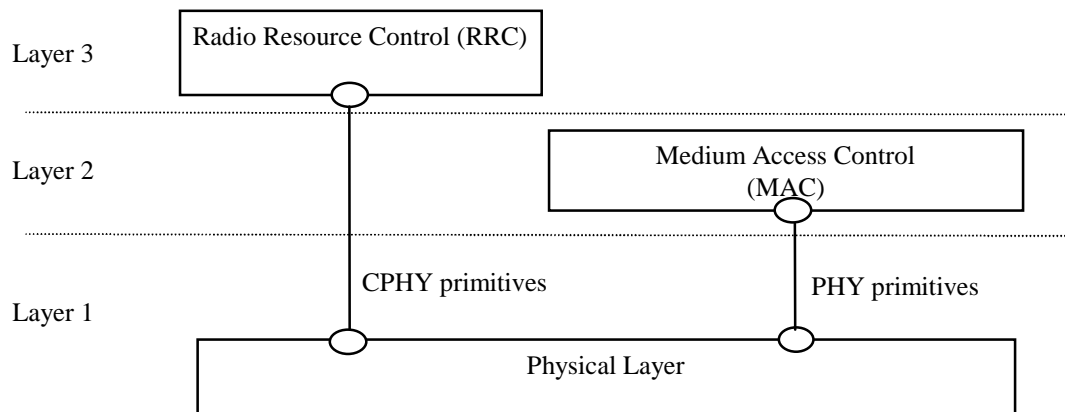 Layer 3
Radio Resource Control (RRC)
Layer 2
Medium Access Control
(MAC)
Layer 1
CPHY primitives
PHY primitives
Physical Layer